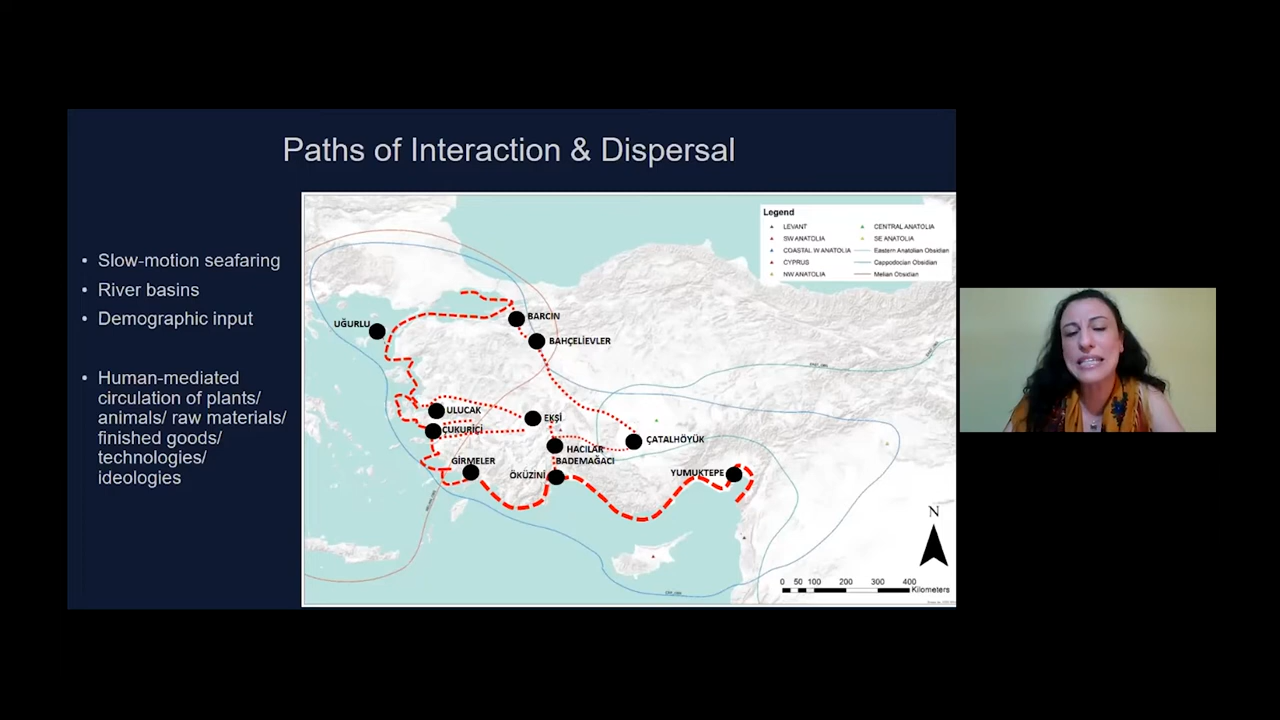 Paths of Interaction & Dispersal
• Slow-motion seafaring
• River basins
• Demographic input
• Human-mediated
circulation of plants/
animals/ raw materials/
finished goods/
technologies/
ideologies
Legend
LEVANT
SW ANATOLIA
COASTAL W ANATOLIA
CYPRUS
NW ANATOLIA
CENTRAL ANATOLIA
SE ANATOLIA
Eastern Anatolian Obsidian
Cappodocian Obsidian
Melian Obsidian
UĞURLU
BARCIN
BAHÇELİEVLER
ULUCAK
EKŞİ
ÇUKURİÇİ
ÇATALHÖYÜK
HACILAR
GİRMELER
BADEMAĞACI
ÖKÜZİNİ
YUMUKTEPE
N
0 50 100 200 300 400
Kilometers